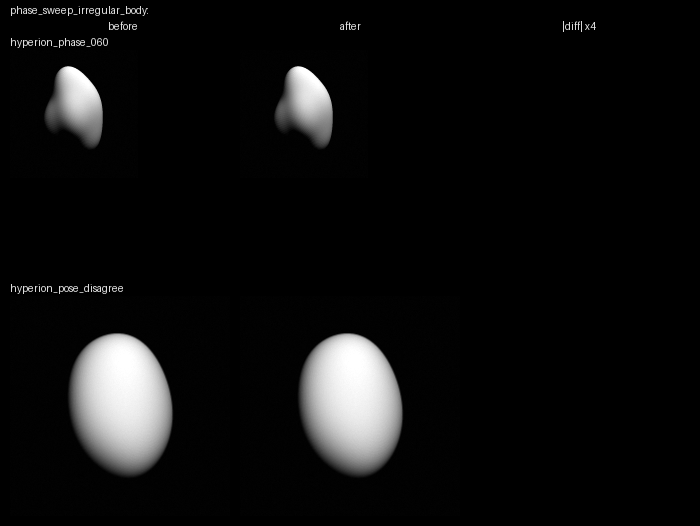 phase_sweep_irregular_body:
before after |diff| x4
hyperion_phase_060
hyperion_pose_disagree